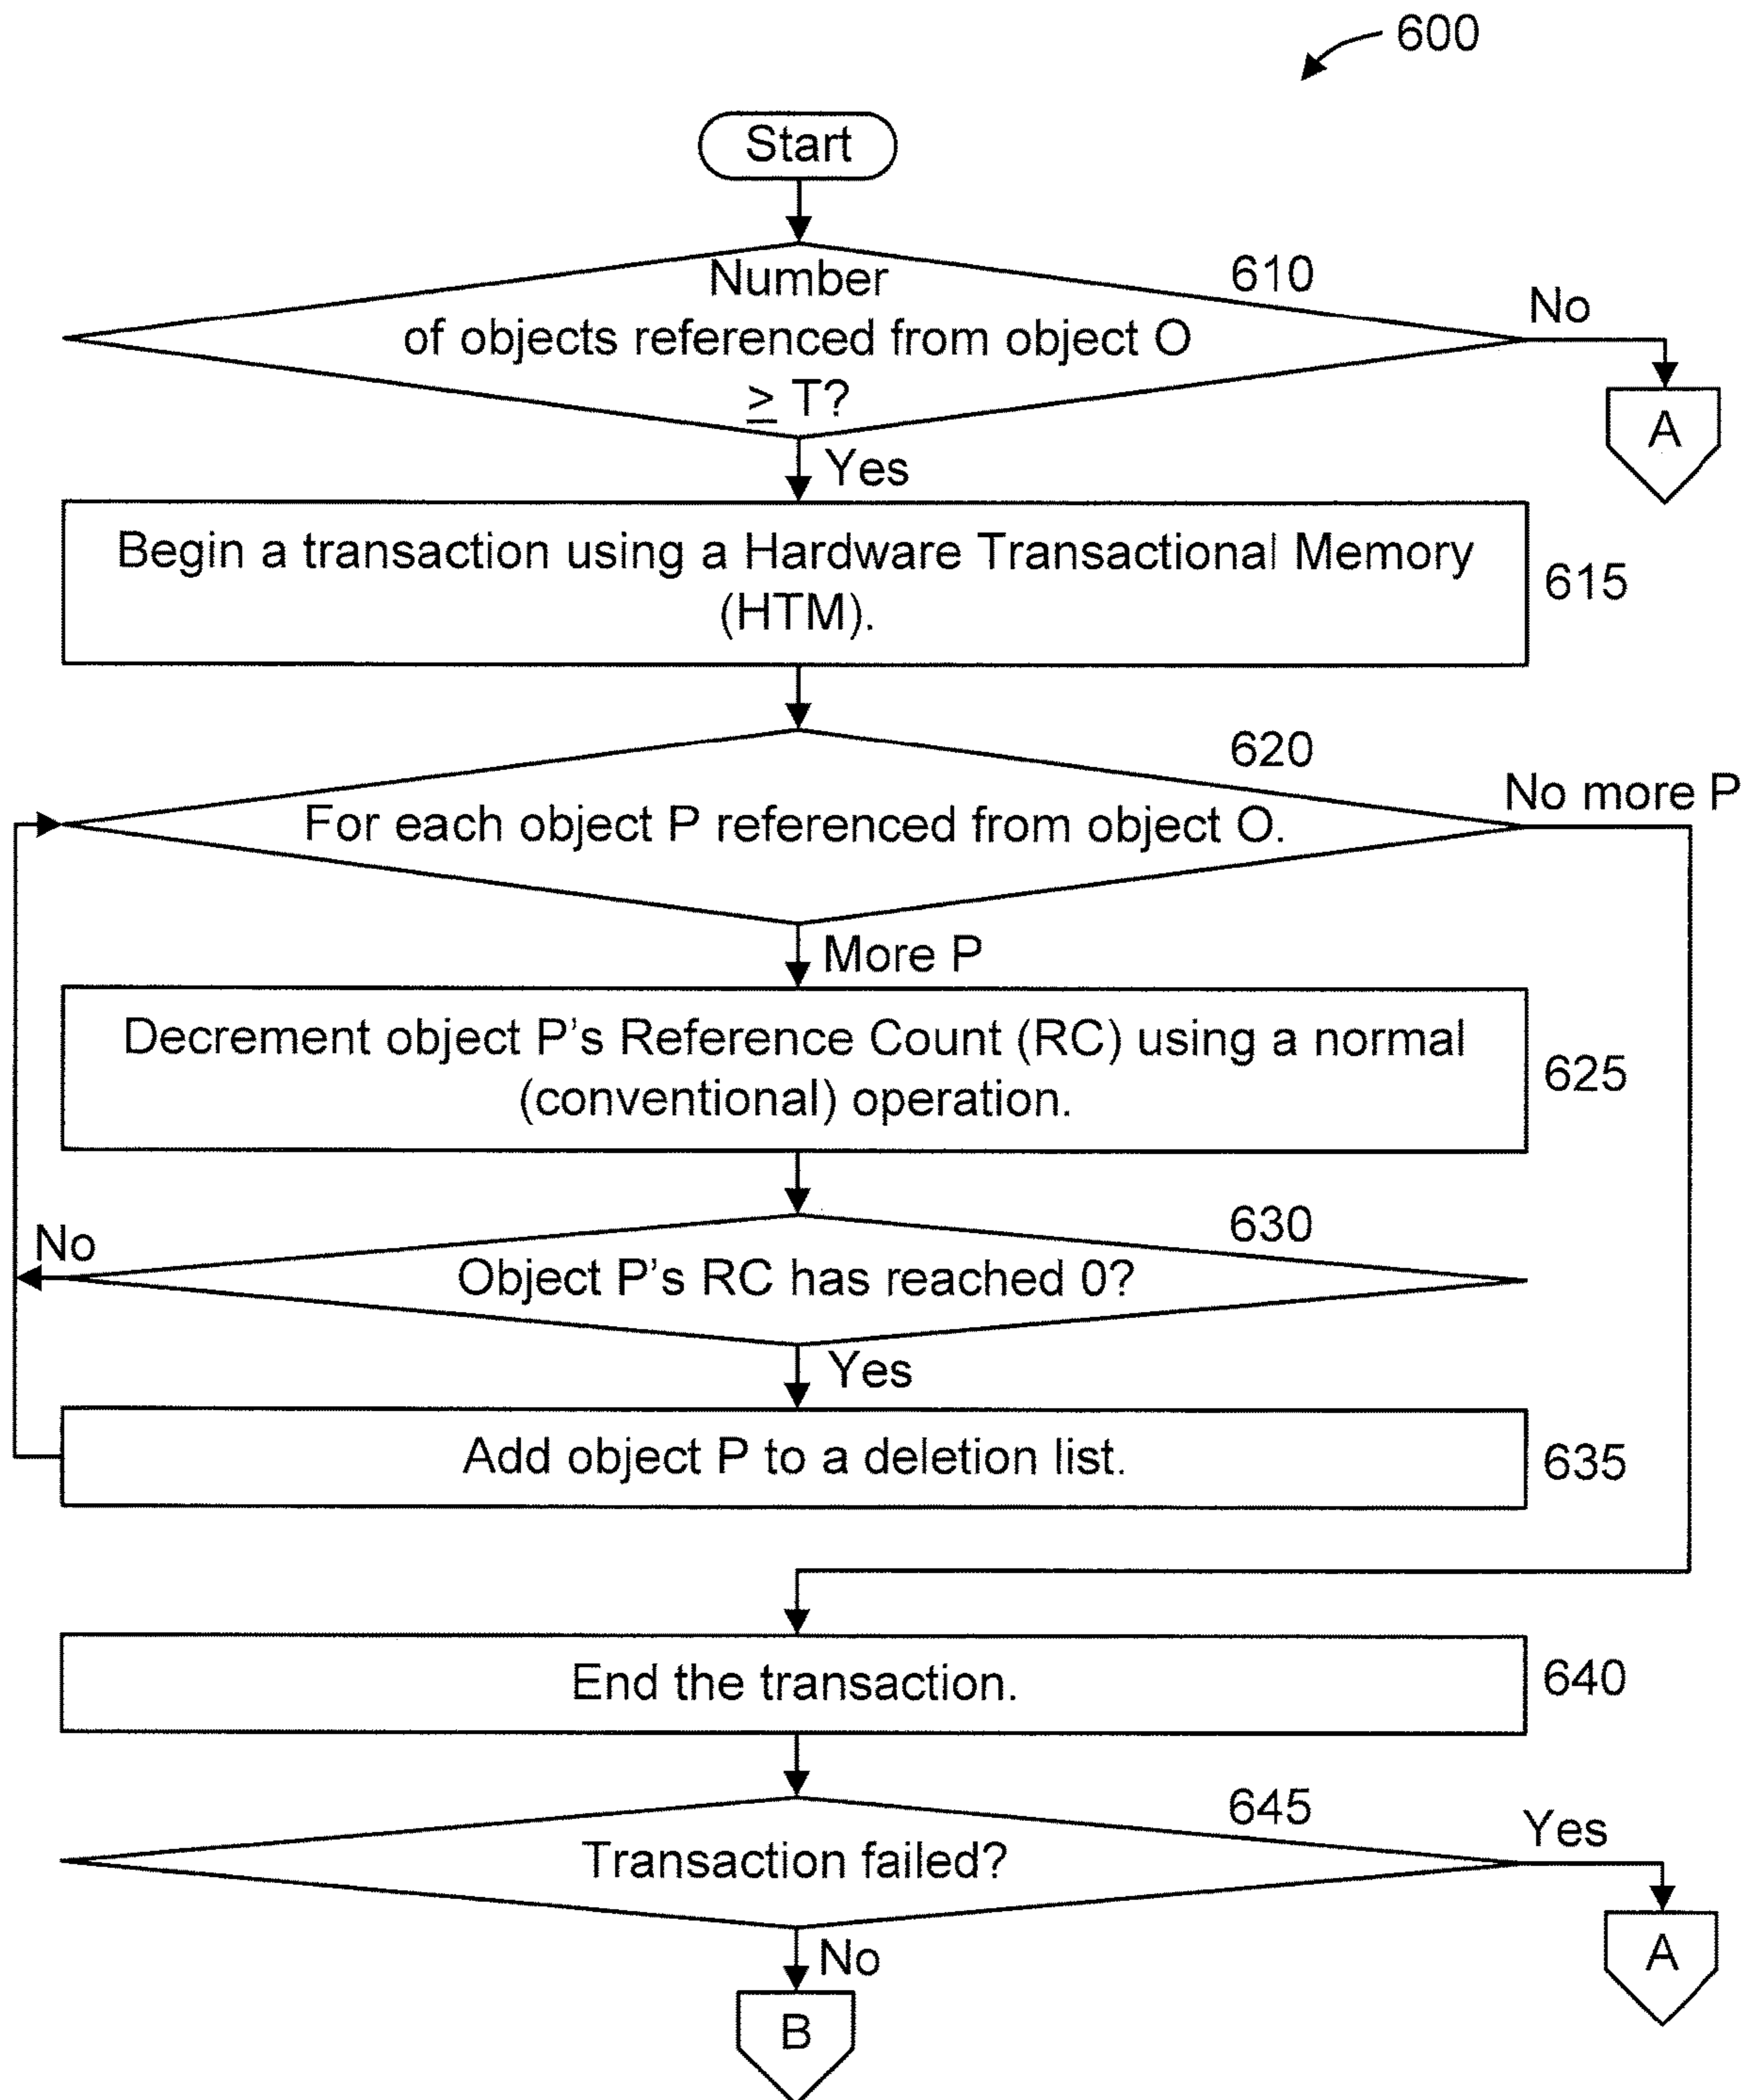 600
Start
Number
610
of objects referenced from object O
≥ T?
No
A
Yes
Begin a transaction using a Hardware Transactional Memory
(HTM).
615
620
For each object P referenced from object O.
No more P
More P
Decrement object P's Reference Count (RC) using a normal
(conventional) operation.
625
630
No
Object P's RC has reached 0?
Yes
Add object P to a deletion list.
635
End the transaction.
640
645
Transaction failed?
Yes
A
No
B